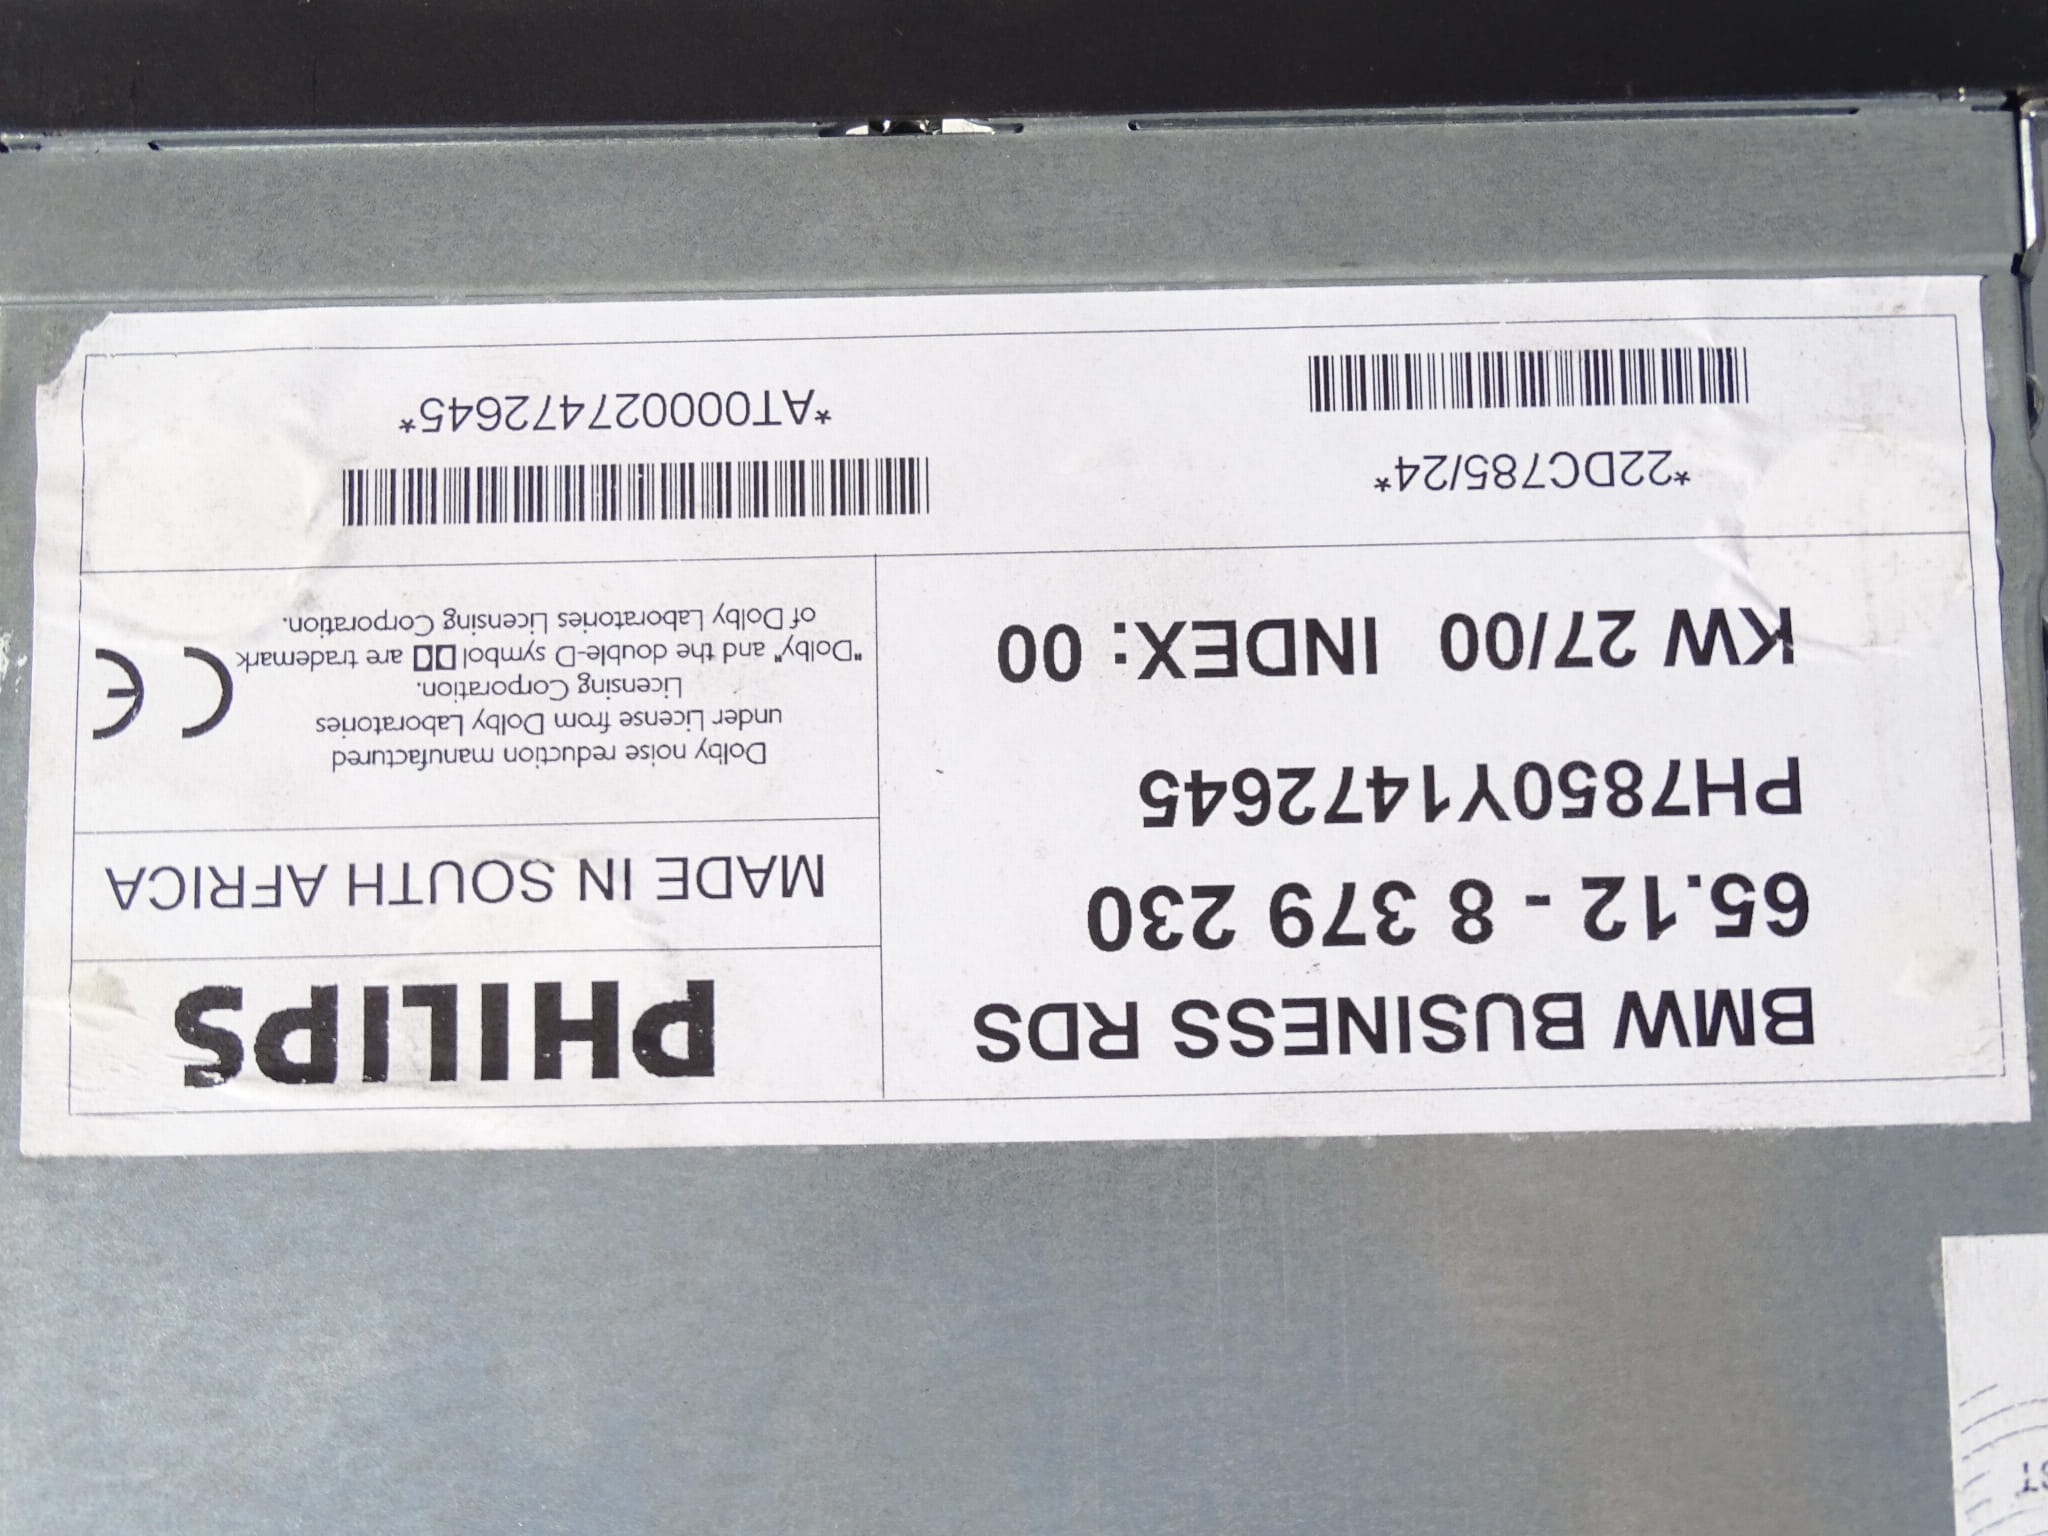 BMW BUSINESS RDS
65.12 - 8 379 230
PH7850Y1472645
KW 27/00 INDEX: 00
PHILIPS
MADE IN SOUTH AFRICA
Dolby noise reduction manufactured
under License from Dolby Laboratories
Licensing Corporation.
"Dolby" and the double-D symbol are trademark
of Dolby Laboratories Licensing Corporation.
CE
*22DC785/24*
*AT000027472645*